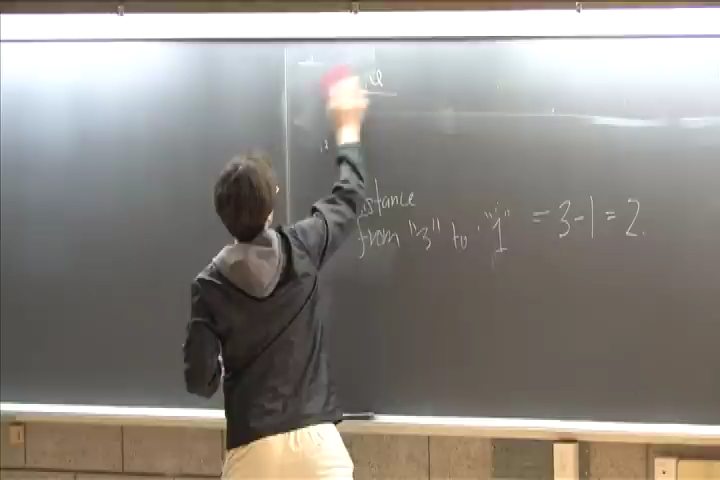 stance
from "3" to "1" = 3-1 = 2.